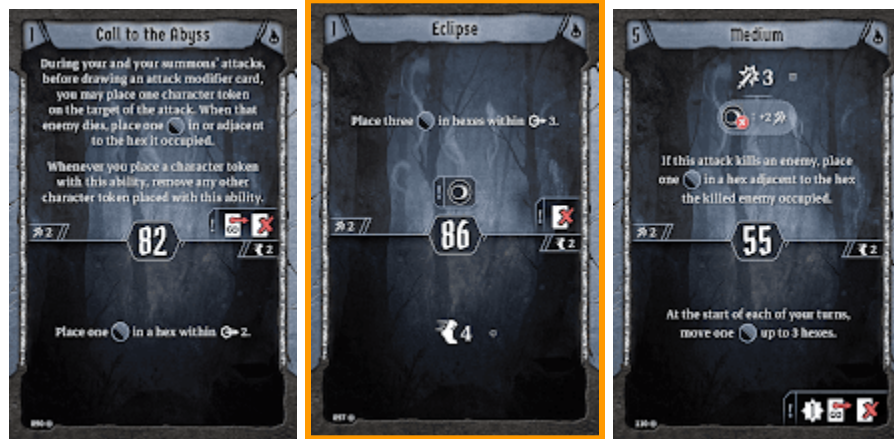 1
Call to the Abyss
During your and your summons' attacks,
before drawing an attack modifier card,
you may place one character token
on the target of the attack. When that
enemy dies, place one in or adjacent
to the hex it occupied.
Whenever you place a character token
with this ability, remove any other
character token placed with this ability.
2
!
82
2
Place one in a hex within 2.
1
Eclipse
Place three in hexes within 3.
!
!
2
86
2
4
5
Medium
3
: +2
If this attack kills an enemy, place
one in a hex adjacent to the hex
the killed enemy occupied.
2
55
2
At the start of each of your turns,
move one up to 3 hexes.
!
1